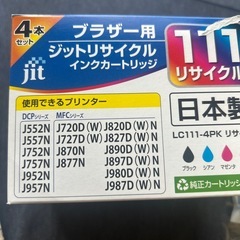 4本
セット
jit
ブラザー用
ジットリサイクル
インクカートリッジ
111
リサイクル
使用できるプリンター
DCPシリーズ MFCシリーズ
J552N J720D(W) J820D(W)N
J557N J727D(W) J827N
J752N J870N J890D(W)N
J757N J877N J897D(W)N
J952N J980D(W)N
J957N J987D(W)N
日本製
LC111-4PK リサ
ブラック シアン マゼンタ
純正カートリッジ